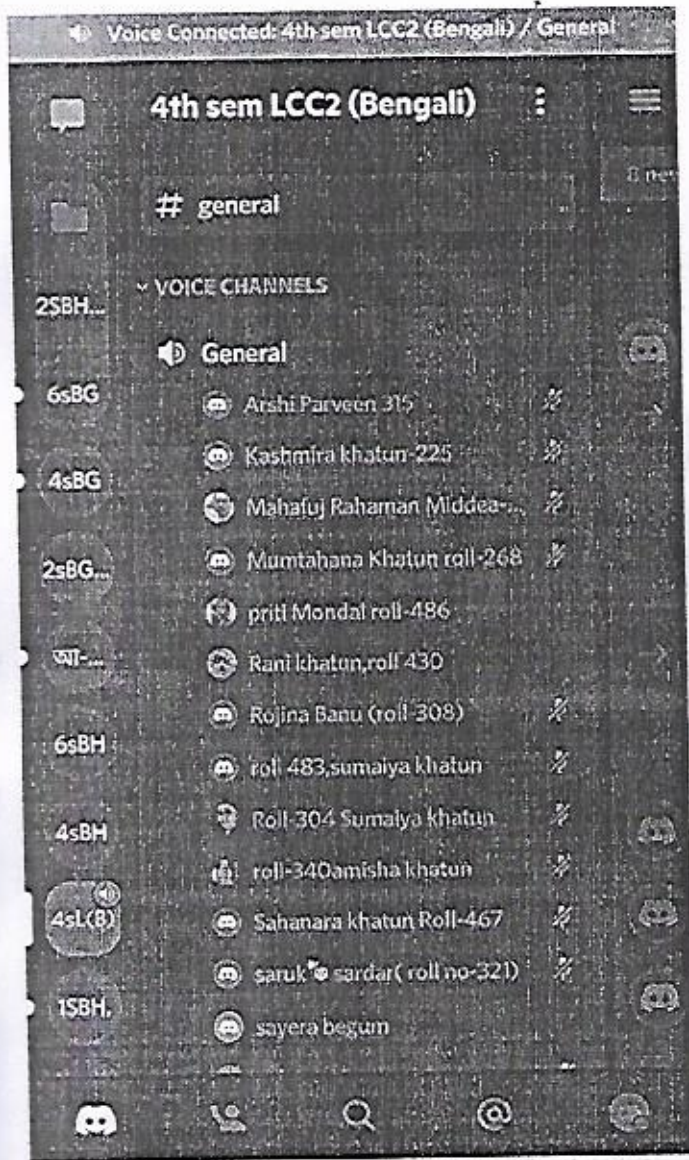 Voice Connected: 4th sem LCC2 (Bengali) / General
4th sem LCC2 (Bengali)
8 new
# general
VOICE CHANNELS
2SBH...
General
6sBG
Arshi Parveen 315
Kashmira khatun-225
4sBG
Mahafuj Rahaman Middea-...
Mumtahana Khatun roll-268
2sBG...
priti Mondal roll-486
আ-...
Rani khatun,roll 430
Rojina Banu (roll-308)
6sBH
roll 483,sumaiya khatun
Roll-304 Sumaiya khatun
4sBH
roll-340amisha khatun
4sL(B)
Sahanara khatun Roll-467
saruk sardar( roll no-321)
1SBH,
sayera begum